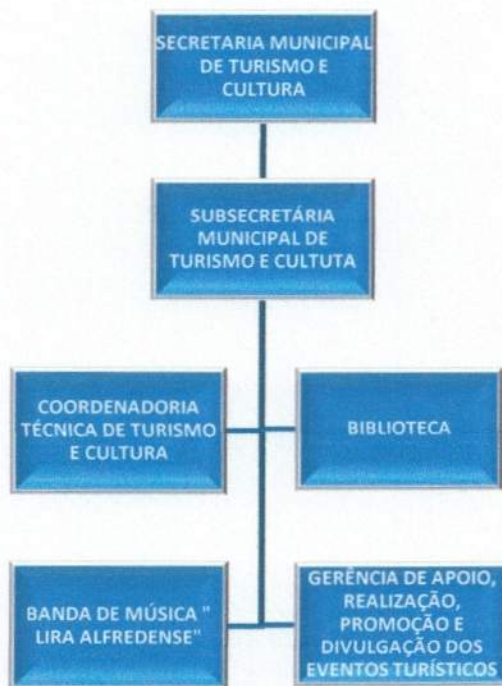 SECRETARIA MUNICIPAL
DE TURISMO E
CULTURA
SUBSECRETÁRIA
MUNICIPAL DE
TURISMO E CULTUTA
COORDENADORIA
TÉCNICA DE TURISMO
E CULTURA
BIBLIOTECA
BANDA DE MÚSICA "
LIRA ALFREDENSE"
GERÊNCIA DE APOIO,
REALIZAÇÃO,
PROMOÇÃO E
DIVULGAÇÃO DOS
EVENTOS TURÍSTICOS